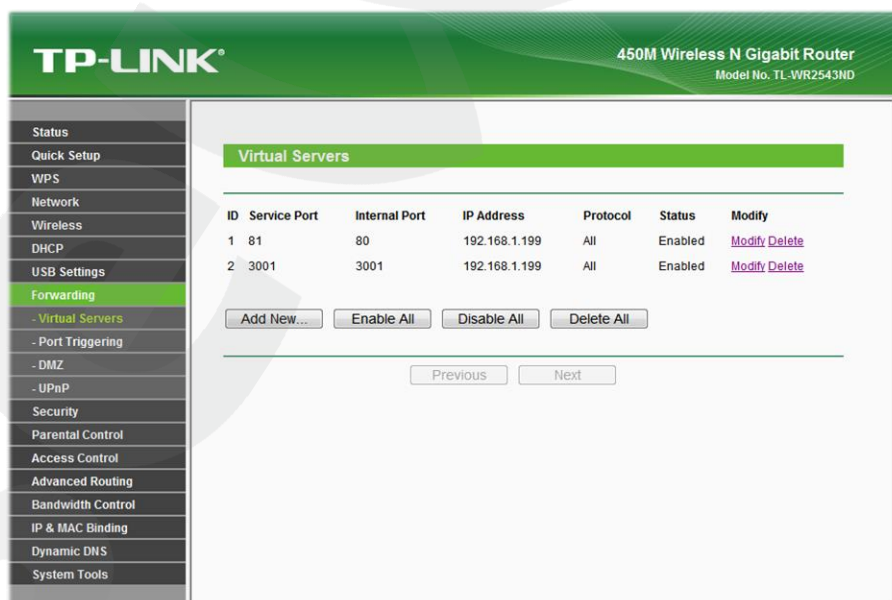 TP-LINK®
450M Wireless N Gigabit Router
Model No. TL-WR2543ND
Status
Quick Setup
WPS
Network
Wireless
DHCP
USB Settings
Forwarding
- Virtual Servers
- Port Triggering
- DMZ
- UPnP
Security
Parental Control
Access Control
Advanced Routing
Bandwidth Control
IP & MAC Binding
Dynamic DNS
System Tools
Virtual Servers
ID Service Port Internal Port IP Address Protocol Status Modify
1 81 80 192.168.1.199 All Enabled Modify Delete
2 3001 3001 192.168.1.199 All Enabled Modify Delete
Add New... Enable All Disable All Delete All
Previous Next